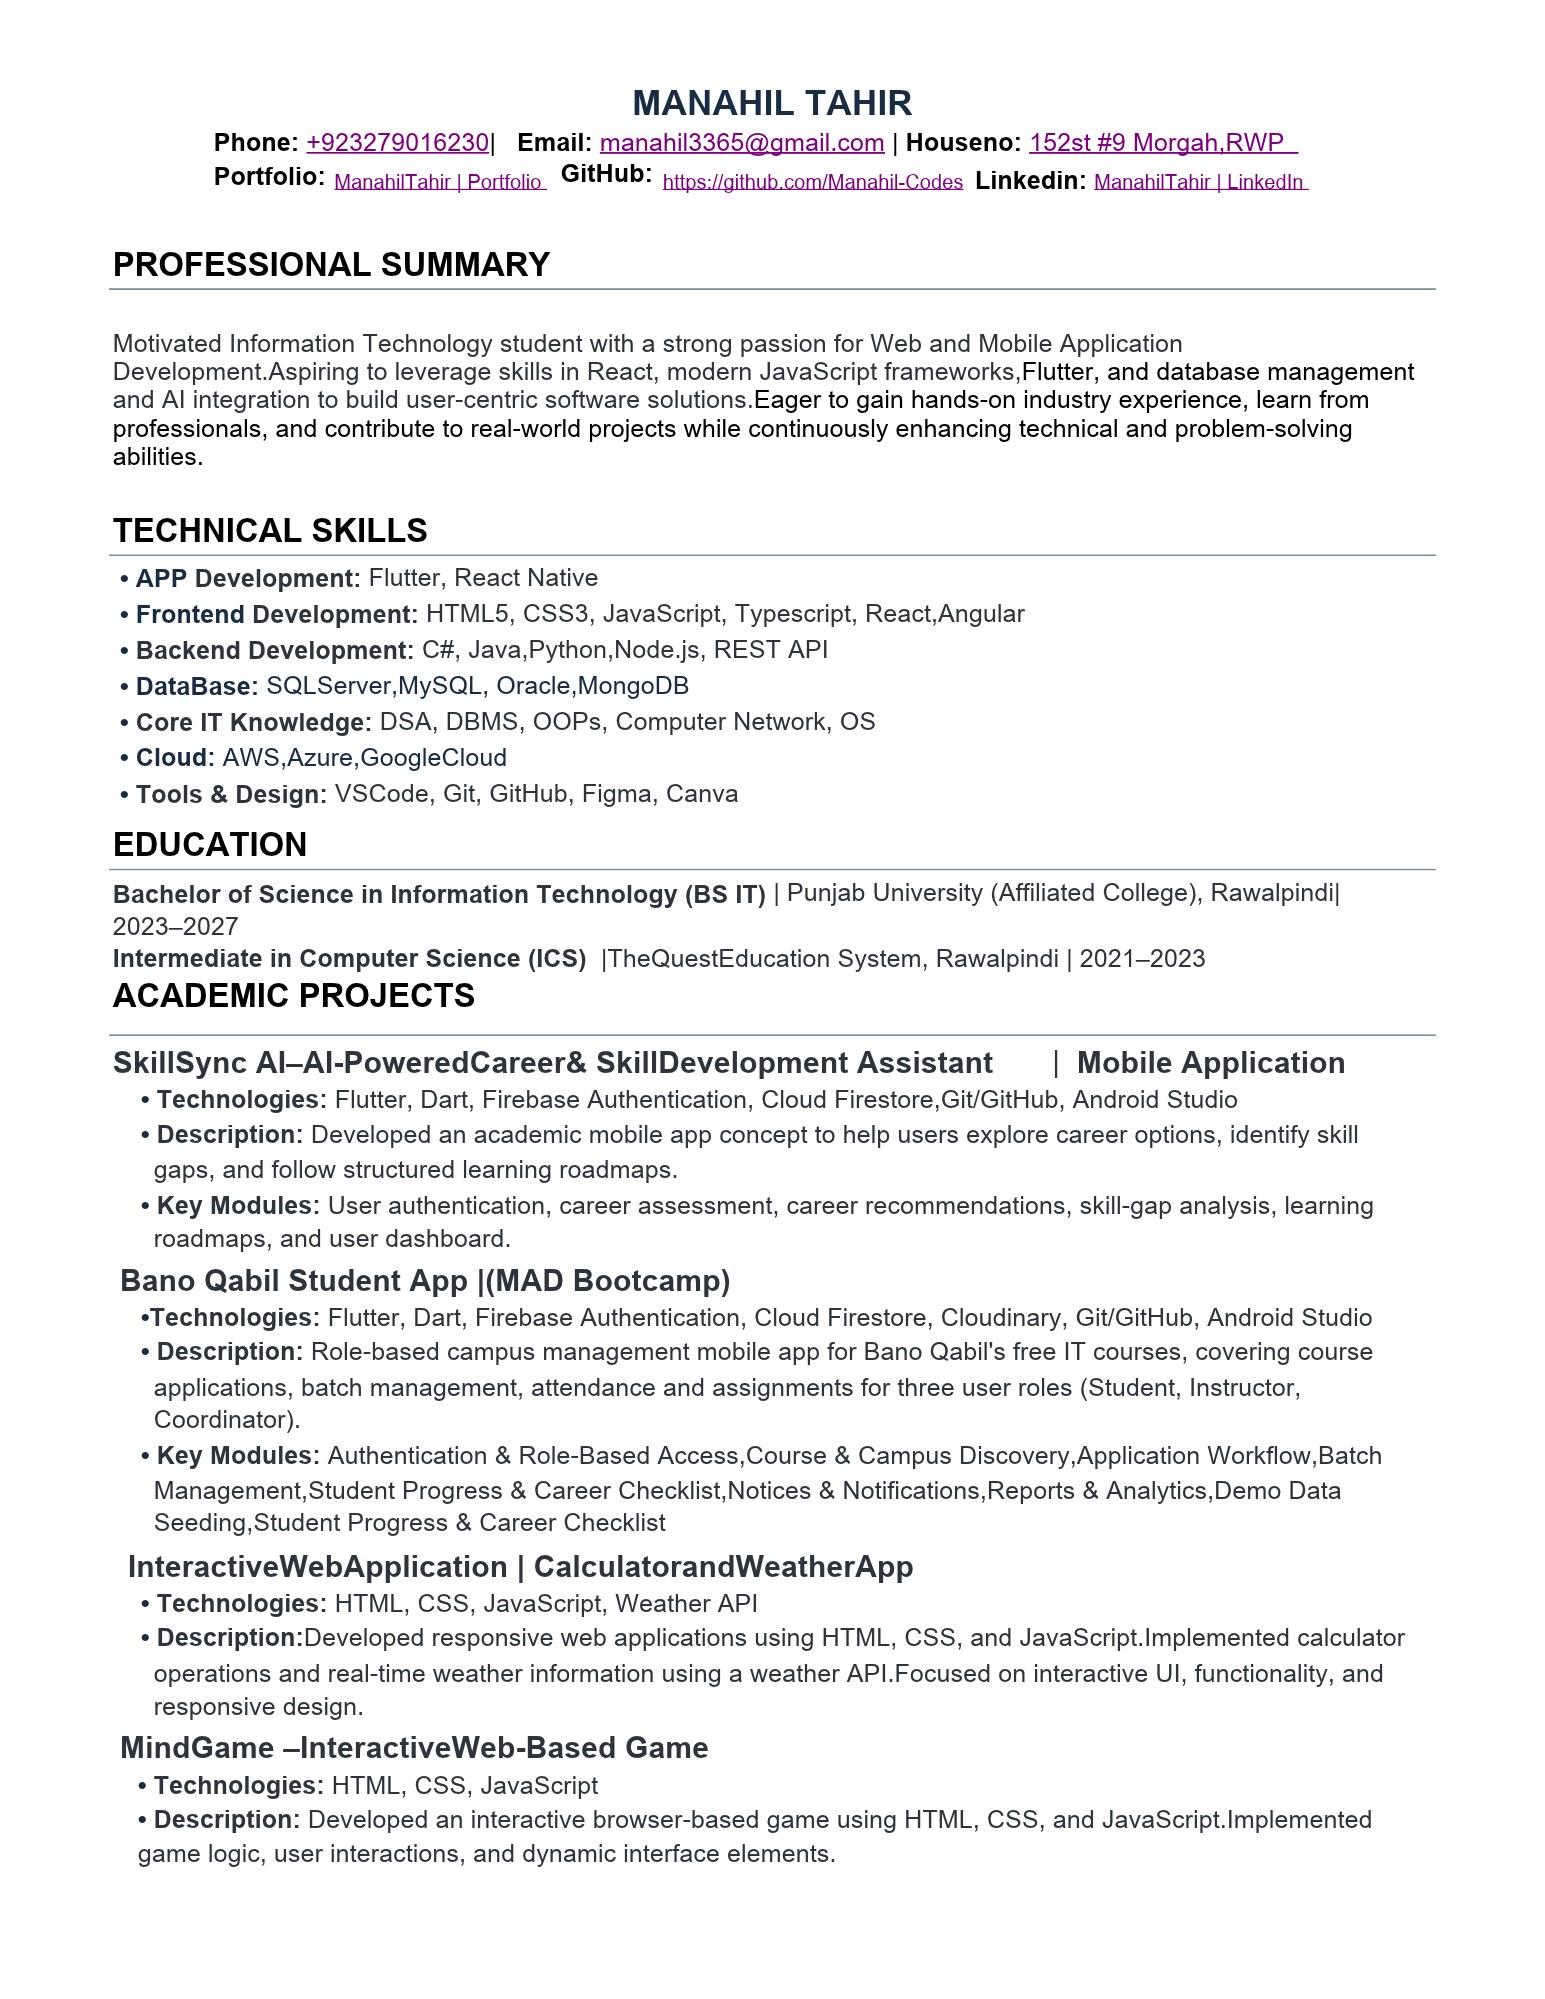 MANAHIL TAHIR
Phone: +923279016230| Email: manahil3365@gmail.com | Houseno: 152st #9 Morgah,RWP
Portfolio: ManahilTahir | Portfolio GitHub: https://github.com/Manahil-Codes Linkedin: ManahilTahir | LinkedIn
PROFESSIONAL SUMMARY
Motivated Information Technology student with a strong passion for Web and Mobile Application
Development.Aspiring to leverage skills in React, modern JavaScript frameworks,Flutter, and database management
and AI integration to build user-centric software solutions.Eager to gain hands-on industry experience, learn from
professionals, and contribute to real-world projects while continuously enhancing technical and problem-solving
abilities.
TECHNICAL SKILLS
• APP Development: Flutter, React Native
• Frontend Development: HTML5, CSS3, JavaScript, Typescript, React,Angular
• Backend Development: C#, Java,Python,Node.js, REST API
• DataBase: SQLServer,MySQL, Oracle,MongoDB
• Core IT Knowledge: DSA, DBMS, OOPs, Computer Network, OS
• Cloud: AWS,Azure,GoogleCloud
• Tools & Design: VSCode, Git, GitHub, Figma, Canva
EDUCATION
Bachelor of Science in Information Technology (BS IT) | Punjab University (Affiliated College), Rawalpindi|
2023–2027
Intermediate in Computer Science (ICS) |TheQuestEducation System, Rawalpindi | 2021–2023
ACADEMIC PROJECTS
SkillSync AI–AI-PoweredCareer& SkillDevelopment Assistant | Mobile Application
• Technologies: Flutter, Dart, Firebase Authentication, Cloud Firestore,Git/GitHub, Android Studio
• Description: Developed an academic mobile app concept to help users explore career options, identify skill
gaps, and follow structured learning roadmaps.
• Key Modules: User authentication, career assessment, career recommendations, skill-gap analysis, learning
roadmaps, and user dashboard.
Bano Qabil Student App |(MAD Bootcamp)
•Technologies: Flutter, Dart, Firebase Authentication, Cloud Firestore, Cloudinary, Git/GitHub, Android Studio
• Description: Role-based campus management mobile app for Bano Qabil's free IT courses, covering course
applications, batch management, attendance and assignments for three user roles (Student, Instructor,
Coordinator).
• Key Modules: Authentication & Role-Based Access,Course & Campus Discovery,Application Workflow,Batch
Management,Student Progress & Career Checklist,Notices & Notifications,Reports & Analytics,Demo Data
Seeding,Student Progress & Career Checklist
InteractiveWebApplication | CalculatorandWeatherApp
• Technologies: HTML, CSS, JavaScript, Weather API
• Description:Developed responsive web applications using HTML, CSS, and JavaScript.Implemented calculator
operations and real-time weather information using a weather API.Focused on interactive UI, functionality, and
responsive design.
MindGame –InteractiveWeb-Based Game
• Technologies: HTML, CSS, JavaScript
• Description: Developed an interactive browser-based game using HTML, CSS, and JavaScript.Implemented
game logic, user interactions, and dynamic interface elements.